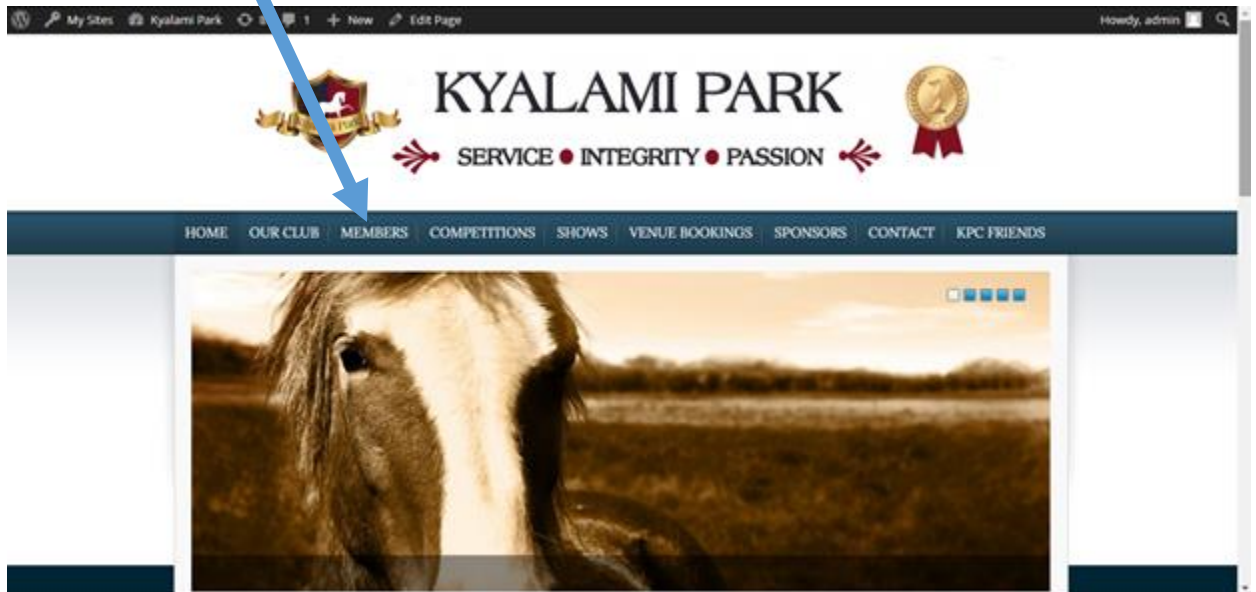 My Sites Kyalami Park 1 + New Edit Page Howdy, admin
KYALAMI PARK
SERVICE • INTEGRITY • PASSION
HOME OUR CLUB MEMBERS COMPETITIONS SHOWS VENUE BOOKINGS SPONSORS CONTACT KPC FRIENDS